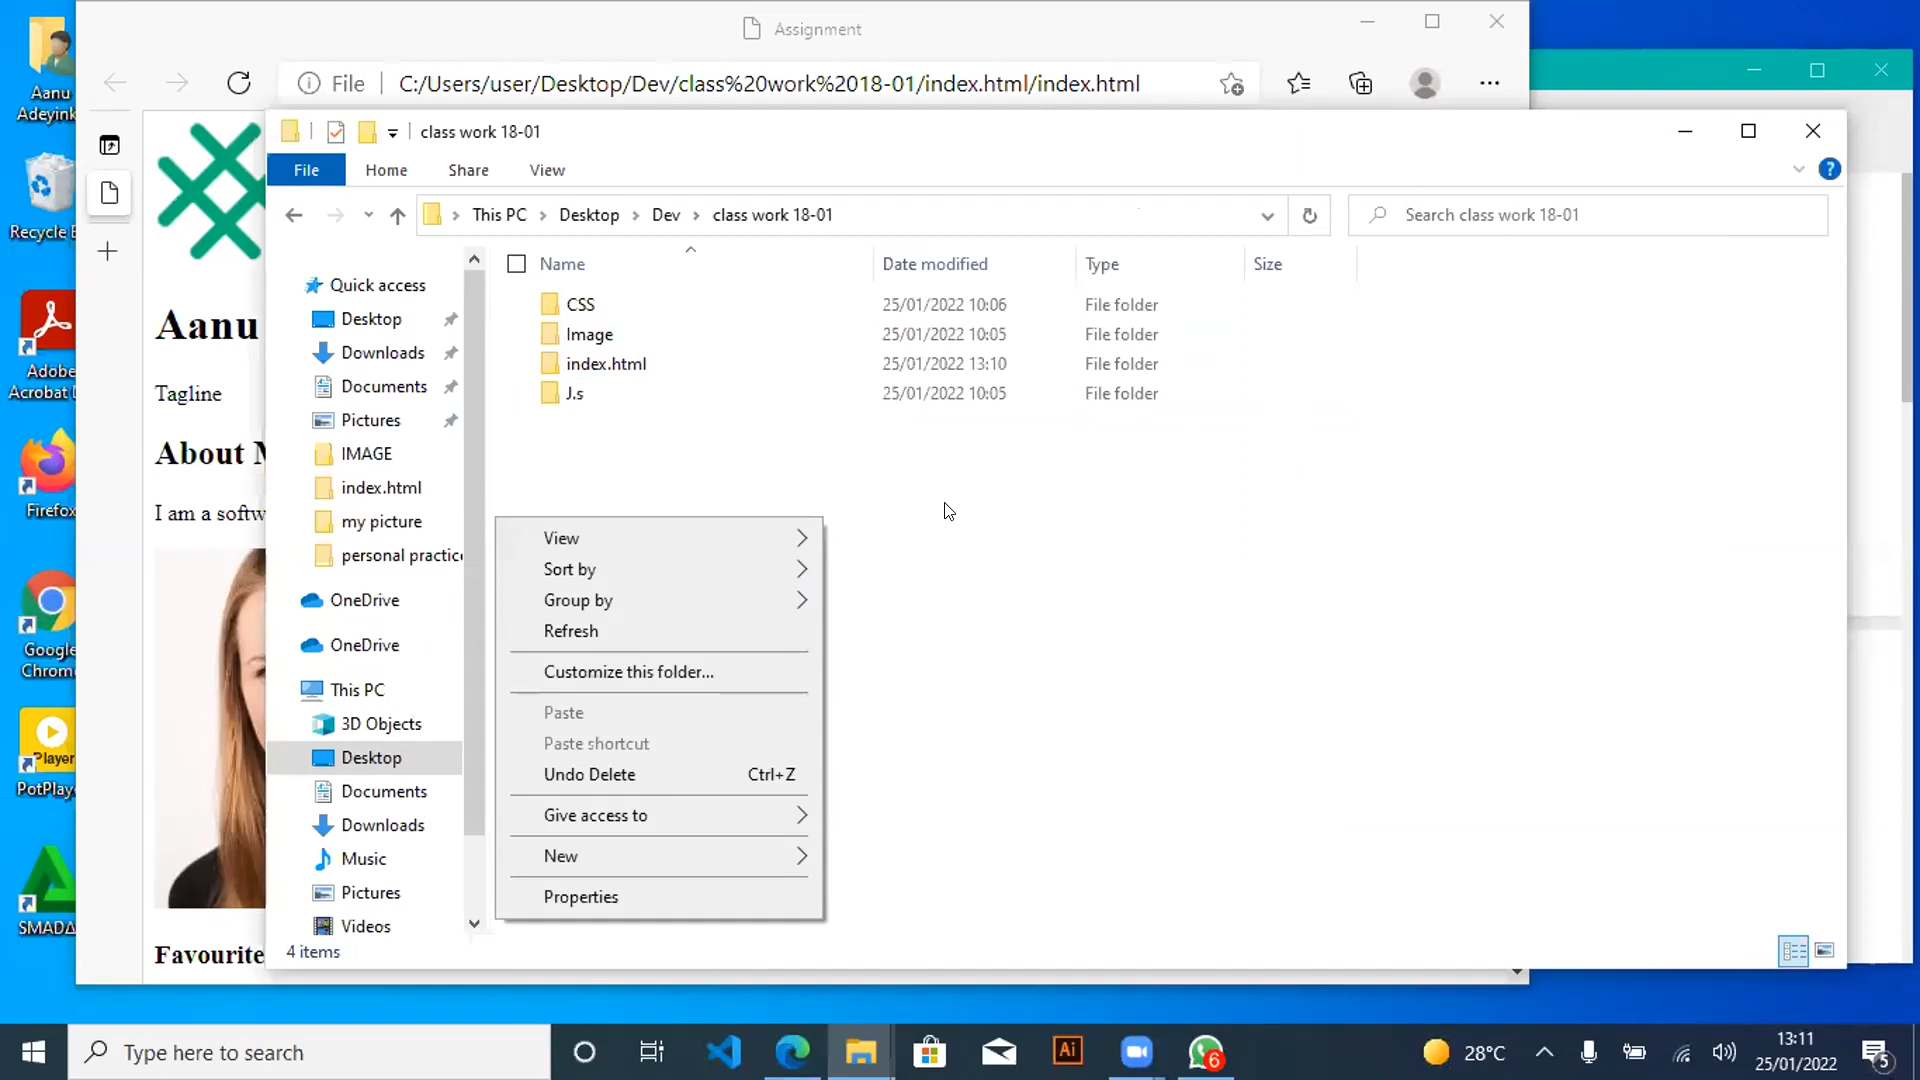 Aanu
Adeyink
Recycle B
Adobe
Acrobat D
Firefox
Google
Chrome
Player
PotPlaye
SMADA
Assignment
File
C:/Users/user/Desktop/Dev/class%20work%2018-01/index.html/index.html
Aanu
Tagline
About M
I am a softw
Favourite
class work 18-01
File
Home
Share
View
This PC
Desktop
Dev
class work 18-01
Search class work 18-01
Quick access
Desktop
Downloads
Documents
Pictures
IMAGE
index.html
my picture
personal practice
OneDrive
OneDrive
This PC
3D Objects
Desktop
Documents
Downloads
Music
Pictures
Videos
Name Date modified Type Size
CSS 25/01/2022 10:06 File folder
Image 25/01/2022 10:05 File folder
index.html 25/01/2022 13:10 File folder
J.s 25/01/2022 10:05 File folder
View
Sort by
Group by
Refresh
Customize this folder...
Paste
Paste shortcut
Undo Delete Ctrl+Z
Give access to
New
Properties
4 items
Type here to search
Ai
6
28°C
13:11
25/01/2022
5